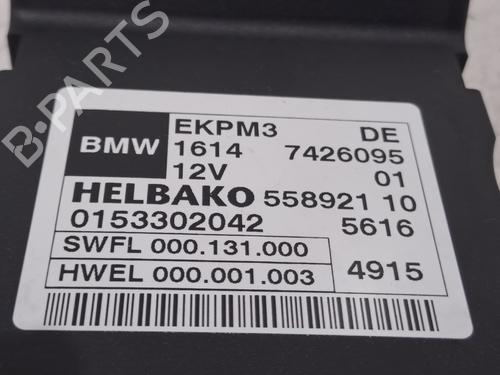 B-PARTS
BMW EKPM3 DE
1614 7426095
12V 01
HELBAKO 558921 10
0153302042 5616
SWFL 000.131.000
HWEL 000.001.003 4915